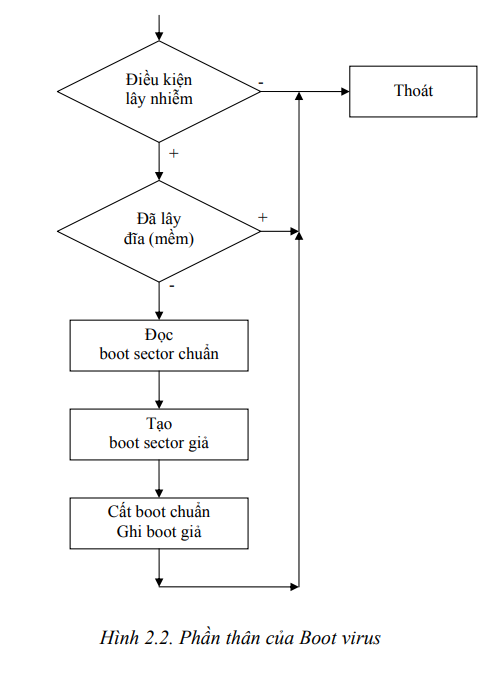 Điều kiện
lây nhiễm
-
Thoát
+
Đã lây
đĩa (mềm)
+
-
Đọc
boot sector chuẩn
Tạo
boot sector giả
Cất boot chuẩn
Ghi boot giả
Hình 2.2. Phần thân của Boot virus